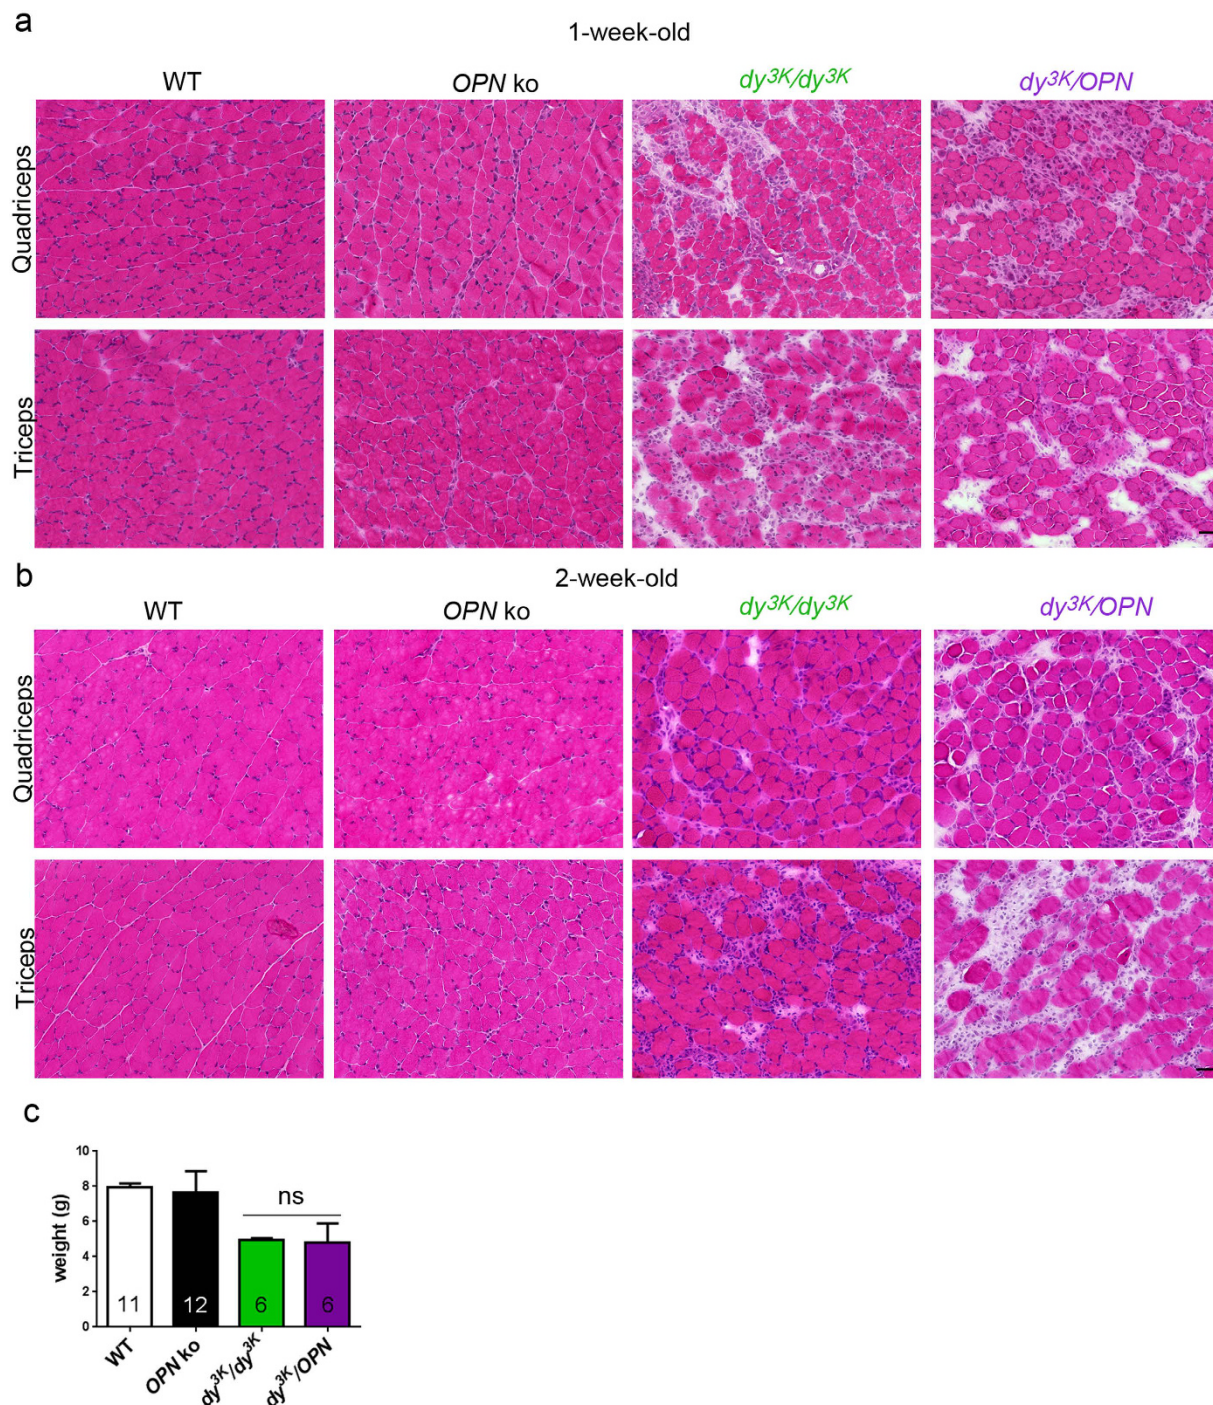 a
1-week-old
WT
OPN ko
dy3K/dy3K
dy3K/OPN
Quadriceps
Triceps
b
2-week-old
WT
OPN ko
dy3K/dy3K
dy3K/OPN
Quadriceps
Triceps
c
weight (g)
10
8
6
4
2
0
ns
11
12
6
6
WT
OPN ko
dy3K/dy3K
dy3K/OPN